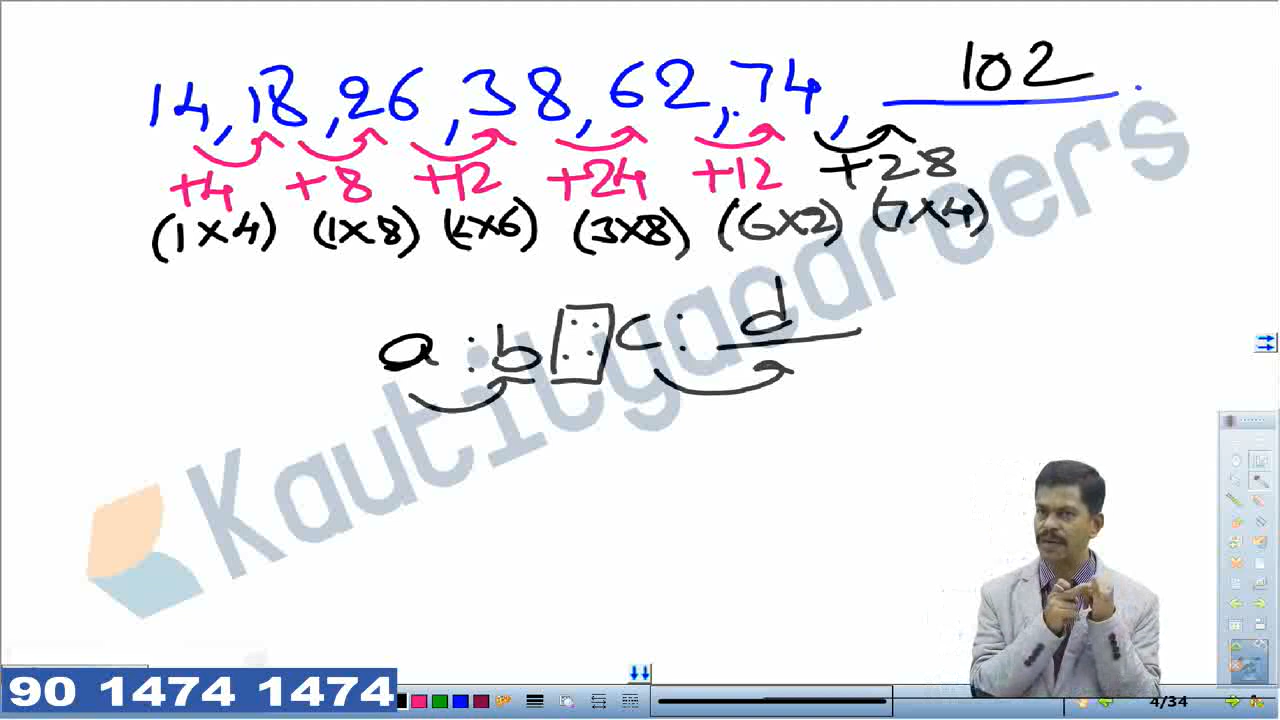 14, 18, 26, 38, 62, 74, 102
+4 +8 +12 +24 +12 +28
(1×4) (1×8) (2×6) (3×8) (6×2) (7×4)
a : b :: c : d
Kautilyacareers
90 1474 1474
4/34